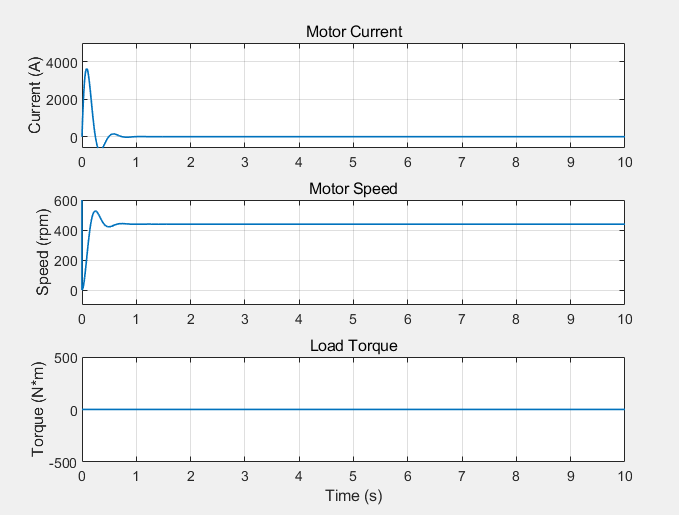 Motor Current
Current (A)
4000
2000
0
0 1 2 3 4 5 6 7 8 9 10
Motor Speed
Speed (rpm)
600
400
200
0
0 1 2 3 4 5 6 7 8 9 10
Load Torque
Torque (N*m)
500
0
-500
0 1 2 3 4 5 6 7 8 9 10
Time (s)